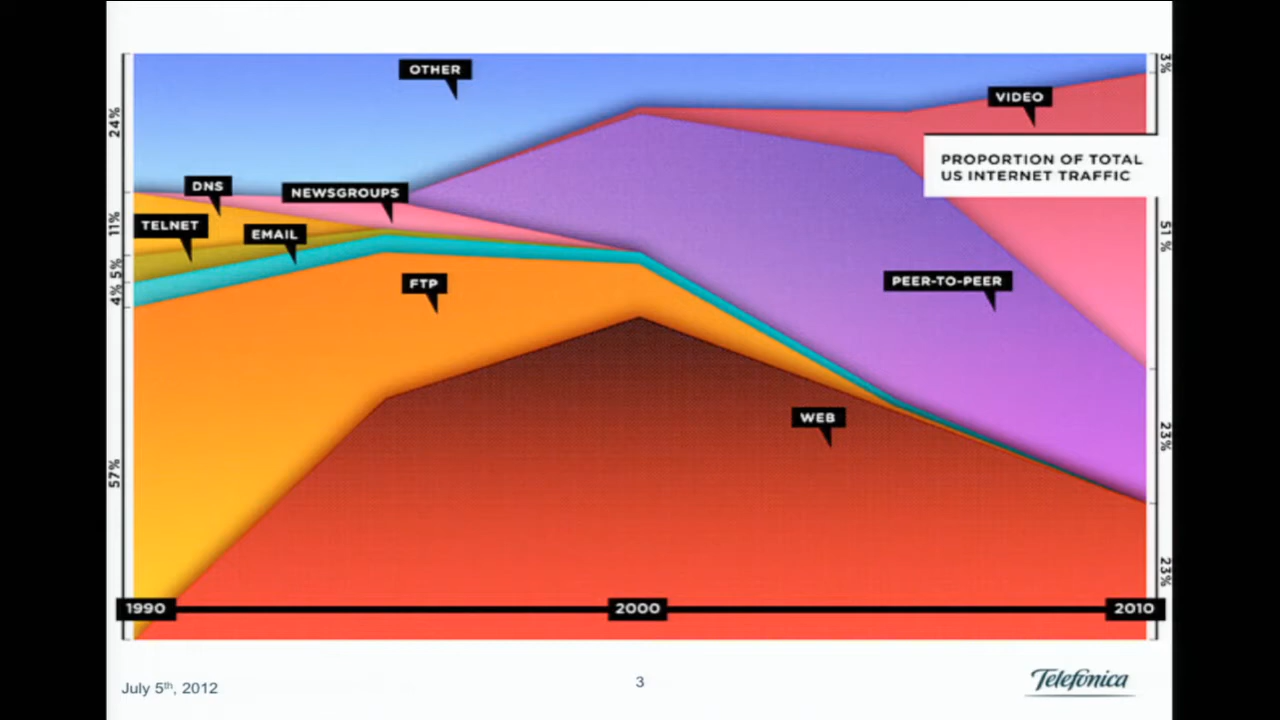 OTHER
3%
VIDEO
24%
PROPORTION OF TOTAL
US INTERNET TRAFFIC
DNS
NEWSGROUPS
TELNET
EMAIL
11%
51%
5%
4%
FTP
PEER-TO-PEER
WEB
23%
57%
23%
1990
2000
2010
July 5th, 2012
3
Telefónica